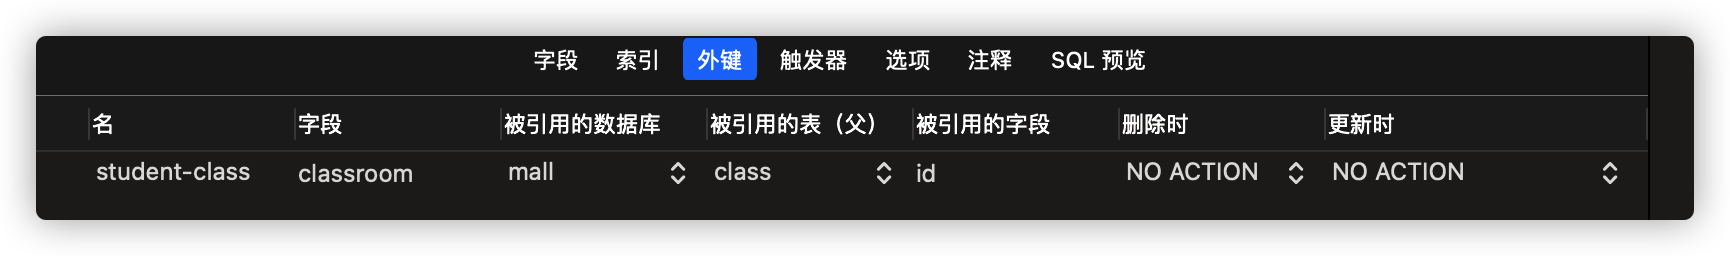 字段 索引 外键 触发器 选项 注释 SQL 预览
名 字段 被引用的数据库 被引用的表（父） 被引用的字段 删除时 更新时
student-class classroom mall class id NO ACTION NO ACTION